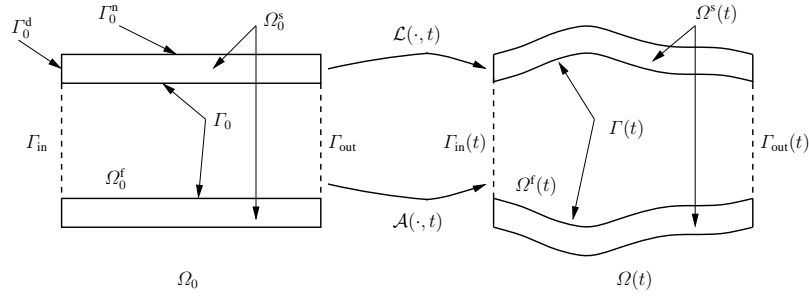 Γ₀ᵈ
Γ₀ⁿ
Ω₀ˢ
ℒ(·, t)
Ωˢ(t)
Γ₀
Γ(t)
Γin
Γout
Γin(t)
Γout(t)
Ω₀ᶠ
Ωᶠ(t)
𝒜(·, t)
Ω₀
Ω(t)